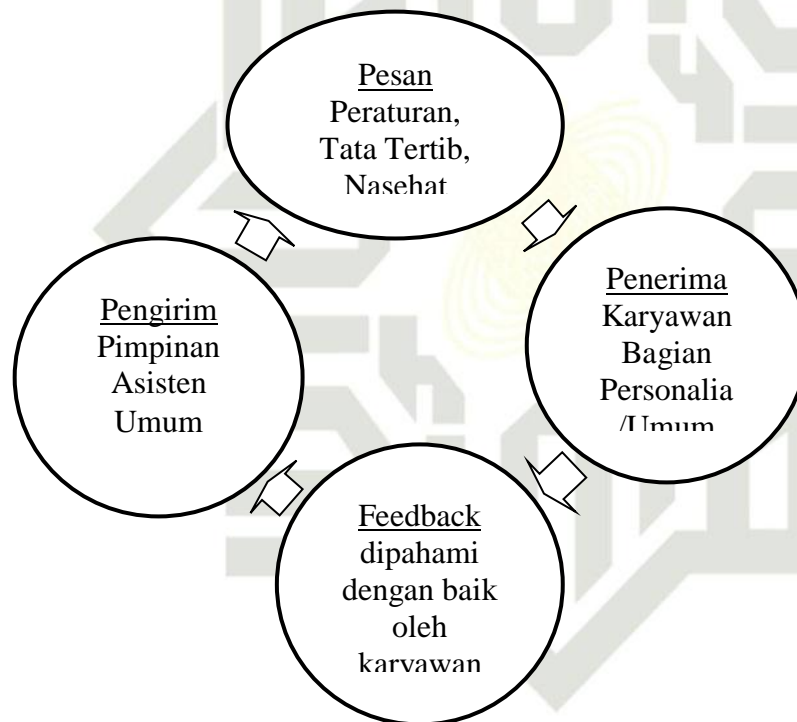 Pesan
Peraturan,
Tata Tertib,
Nasehat
Pengirim
Pimpinan
Asisten
Umum
Penerima
Karyawan
Bagian
Personalia
/Umum
Feedback
dipahami
dengan baik
oleh
karyawan